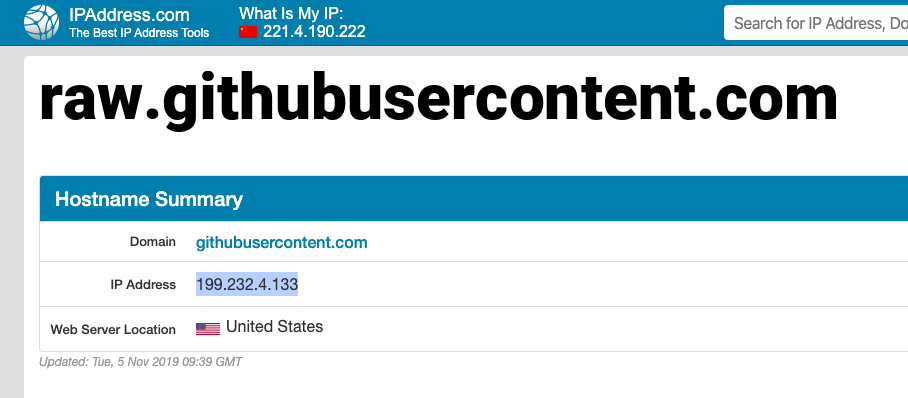 IPAddress.com
The Best IP Address Tools
What Is My IP:
221.4.190.222
Search for IP Address, Do
raw.githubusercontent.com
Hostname Summary
Domain githubusercontent.com
IP Address 199.232.4.133
Web Server Location United States
Updated: Tue, 5 Nov 2019 09:39 GMT